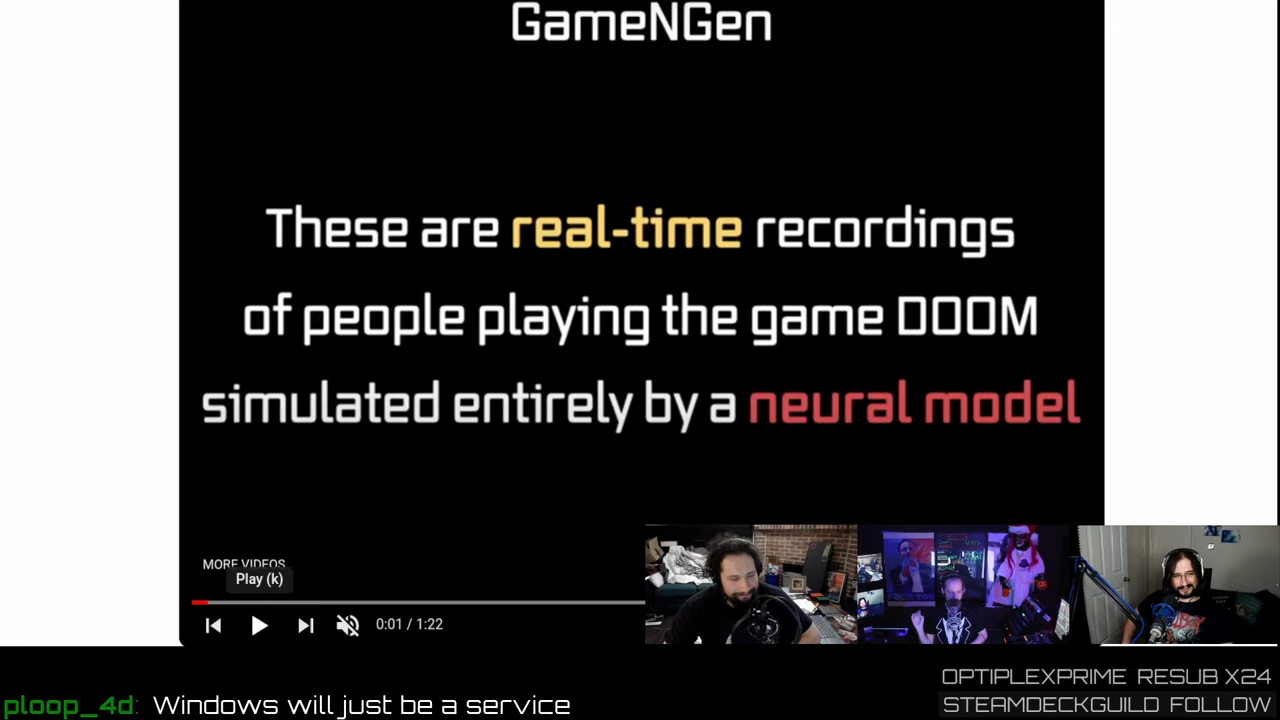 GameNGen
These are real-time recordings
of people playing the game DOOM
simulated entirely by a neural model
MORE VIDEOS
Play (k)
0:01 / 1:22
OPTIPLEXPRIME RESUB X24
ploop_4d: Windows will just be a service
STEAMDECKGUILD FOLLOW